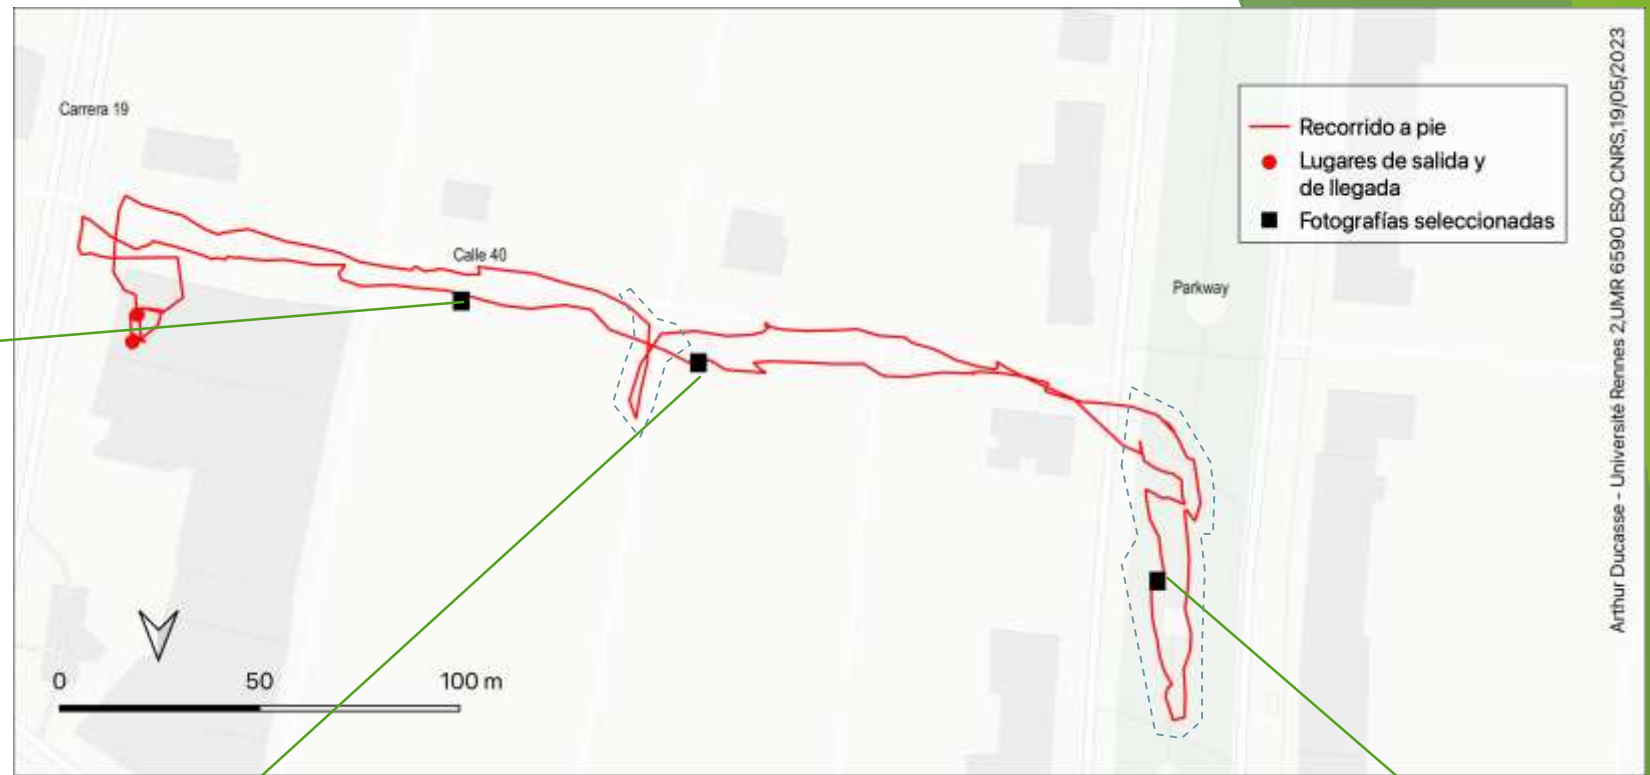 Carrera 19
Calle 40
Parkway
Recorrido a pie
Lugares de salida y
de llegada
Fotografías seleccionadas
0 50 100 m
Arthur Ducasse - Université Rennes 2,UMR 6590 ESO CNRS,19/05/2023